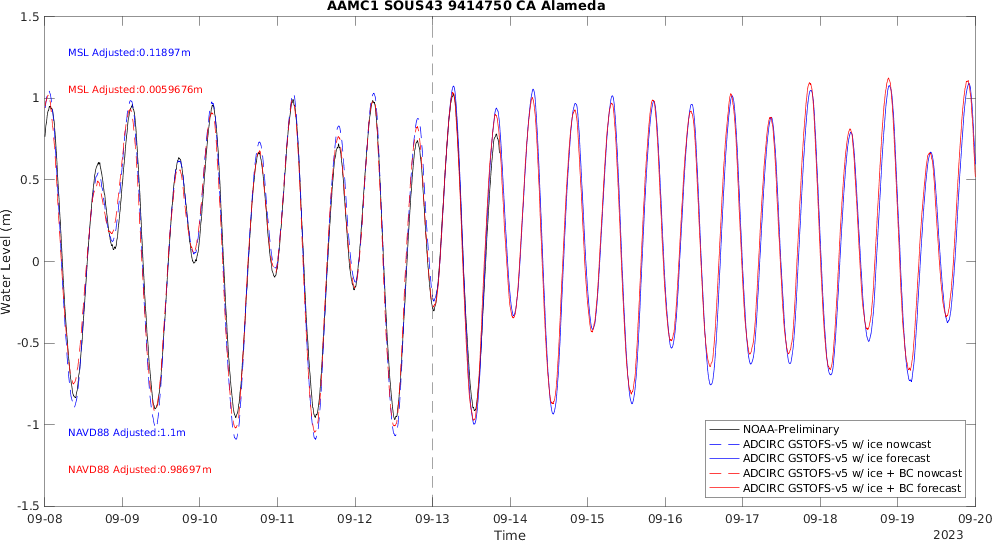 AAMC1 SOUS43 9414750 CA Alameda
1.5
MSL Adjusted:0.11897m
MSL Adjusted:0.0059676m
1
0.5
Water Level (m)
0
-0.5
-1
NAVD88 Adjusted:1.1m
NAVD88 Adjusted:0.98697m
-1.5
NOAA-Preliminary
ADCIRC GSTOFS-v5 w/ ice nowcast
ADCIRC GSTOFS-v5 w/ ice forecast
ADCIRC GSTOFS-v5 w/ ice + BC nowcast
ADCIRC GSTOFS-v5 w/ ice + BC forecast
09-08 09-09 09-10 09-11 09-12 09-13 09-14 09-15 09-16 09-17 09-18 09-19 09-20
Time
2023